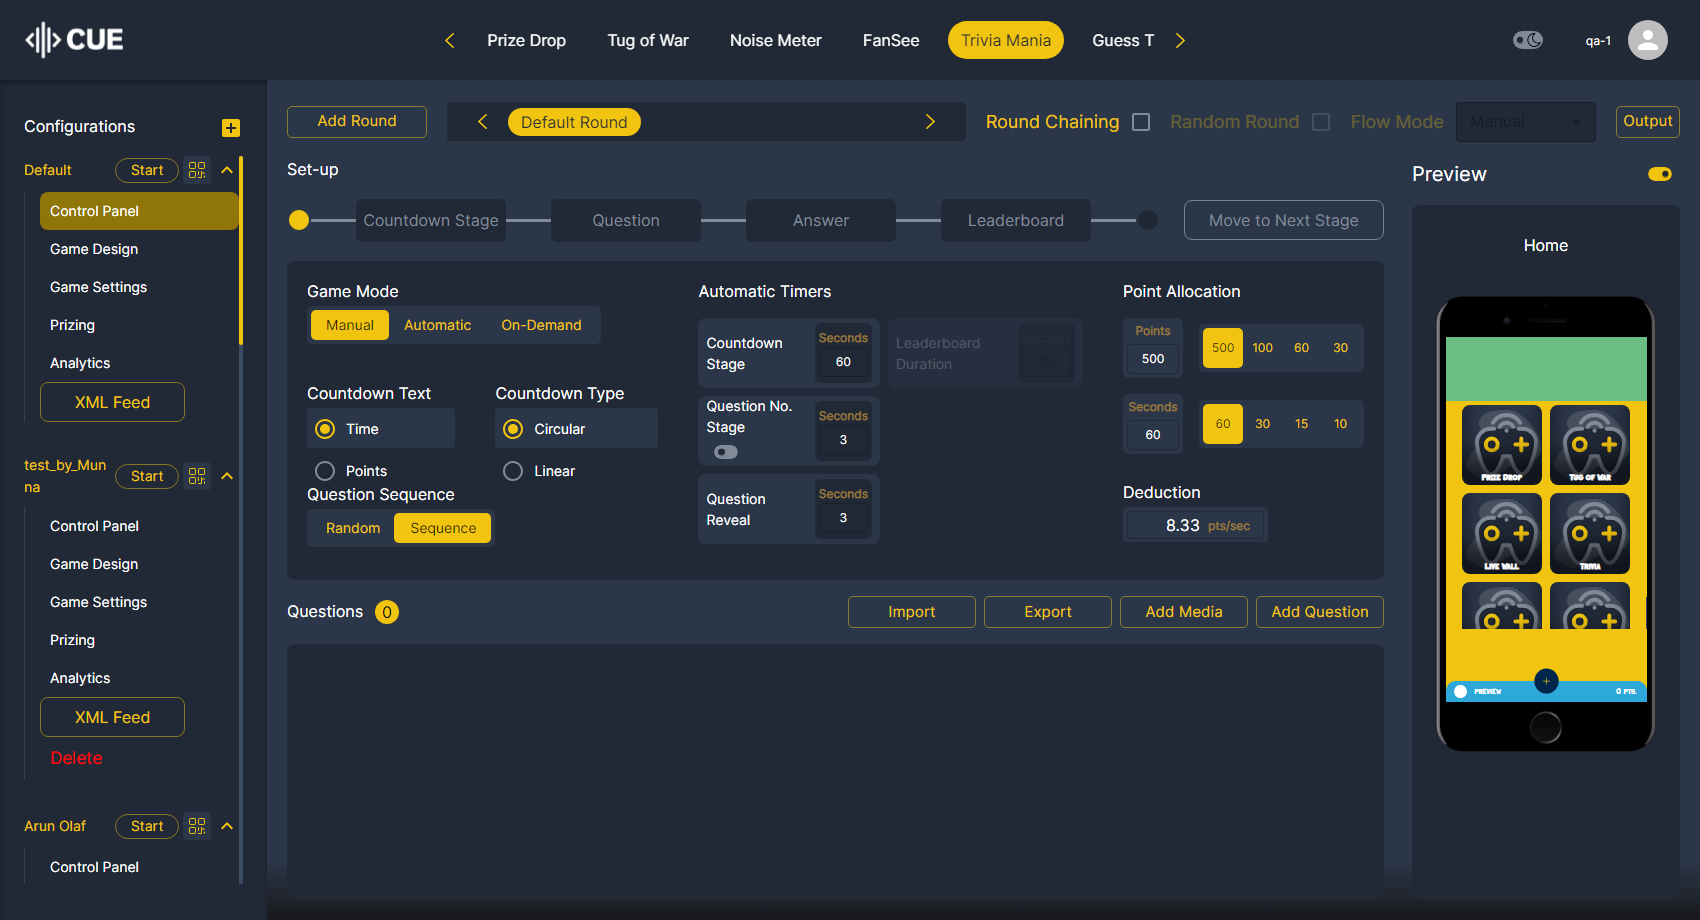 CUE
Prize Drop
Tug of War
Noise Meter
FanSee
Trivia Mania
Guess T
qa-1
Configurations
Default
Start
Control Panel
Game Design
Game Settings
Prizing
Analytics
XML Feed
test_by_Mun
na
Start
Control Panel
Game Design
Game Settings
Prizing
Analytics
XML Feed
Delete
Arun Olaf
Start
Control Panel
Add Round
Default Round
Round Chaining
Random Round
Flow Mode
Manual
Output
Set-up
Countdown Stage
Question
Answer
Leaderboard
Move to Next Stage
Game Mode
Manual
Automatic
On-Demand
Countdown Text
Time
Points
Countdown Type
Circular
Linear
Question Sequence
Random
Sequence
Automatic Timers
Countdown
Stage
Seconds
60
Leaderboard
Duration
Seconds
10
Question No.
Stage
Seconds
3
Question
Reveal
Seconds
3
Point Allocation
Points
500
500
100
60
30
Seconds
60
60
30
15
10
Deduction
8.33 pts/sec
Questions 0
Import
Export
Add Media
Add Question
Preview
Home
Prize Drop
Tug of War
Live Wall
Trivia
PREVIEW
0 PTS.